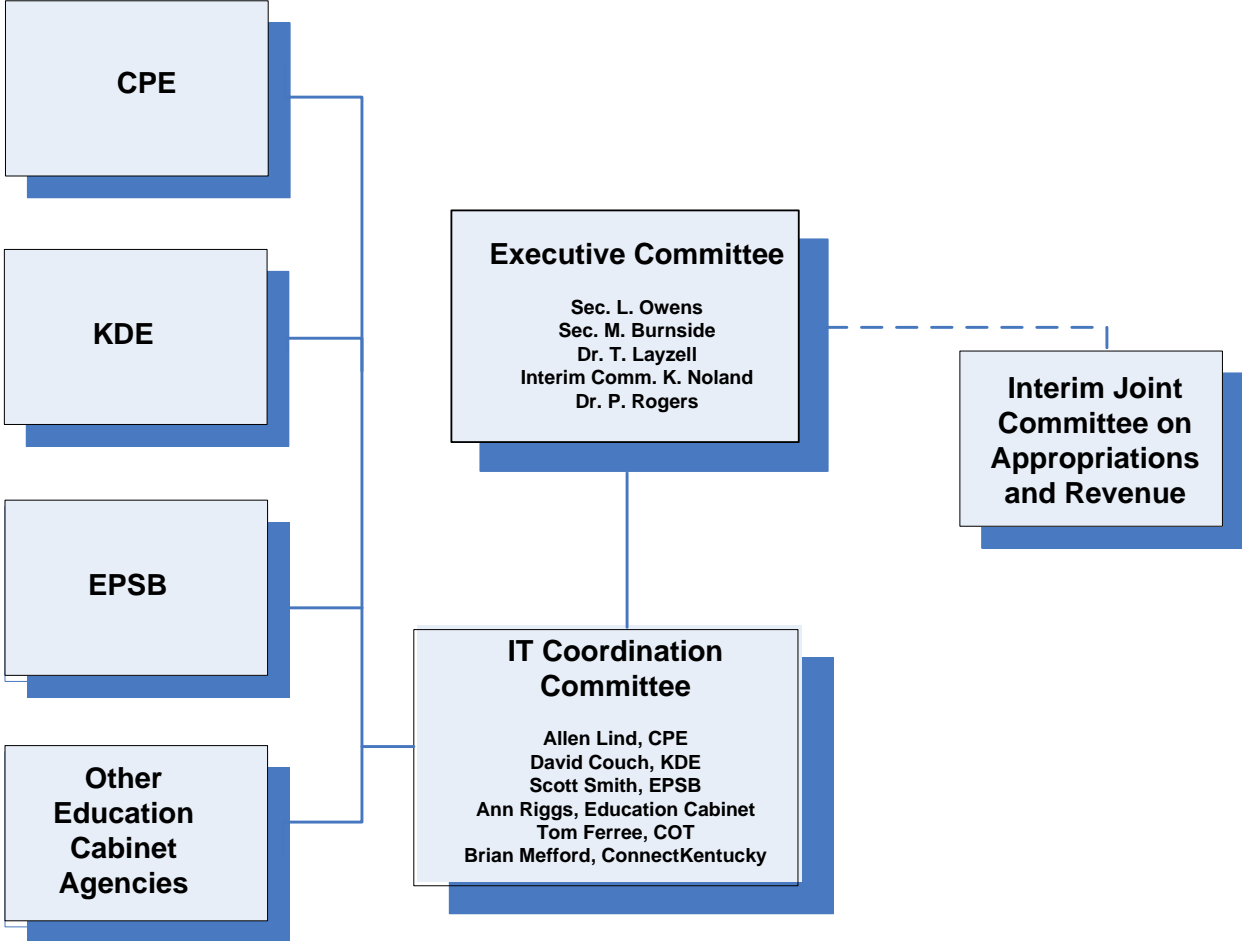 CPE
KDE
EPSB
Other
Education
Cabinet
Agencies
Executive Committee
Sec. L. Owens
Sec. M. Burnside
Dr. T. Layzell
Interim Comm. K. Noland
Dr. P. Rogers
IT Coordination
Committee
Allen Lind, CPE
David Couch, KDE
Scott Smith, EPSB
Ann Riggs, Education Cabinet
Tom Ferree, COT
Brian Mefford, ConnectKentucky
Interim Joint
Committee on
Appropriations
and Revenue